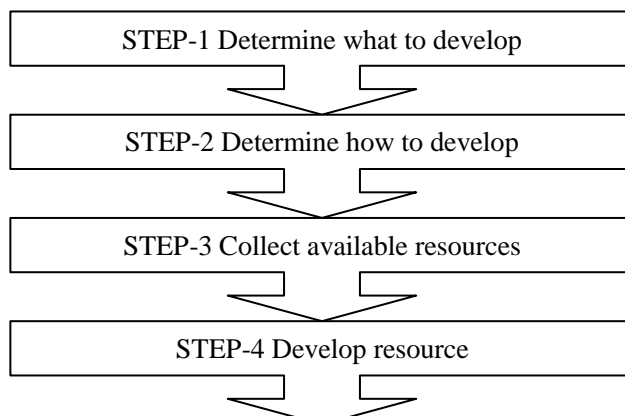 STEP-1 Determine what to develop
STEP-2 Determine how to develop
STEP-3 Collect available resources
STEP-4 Develop resource